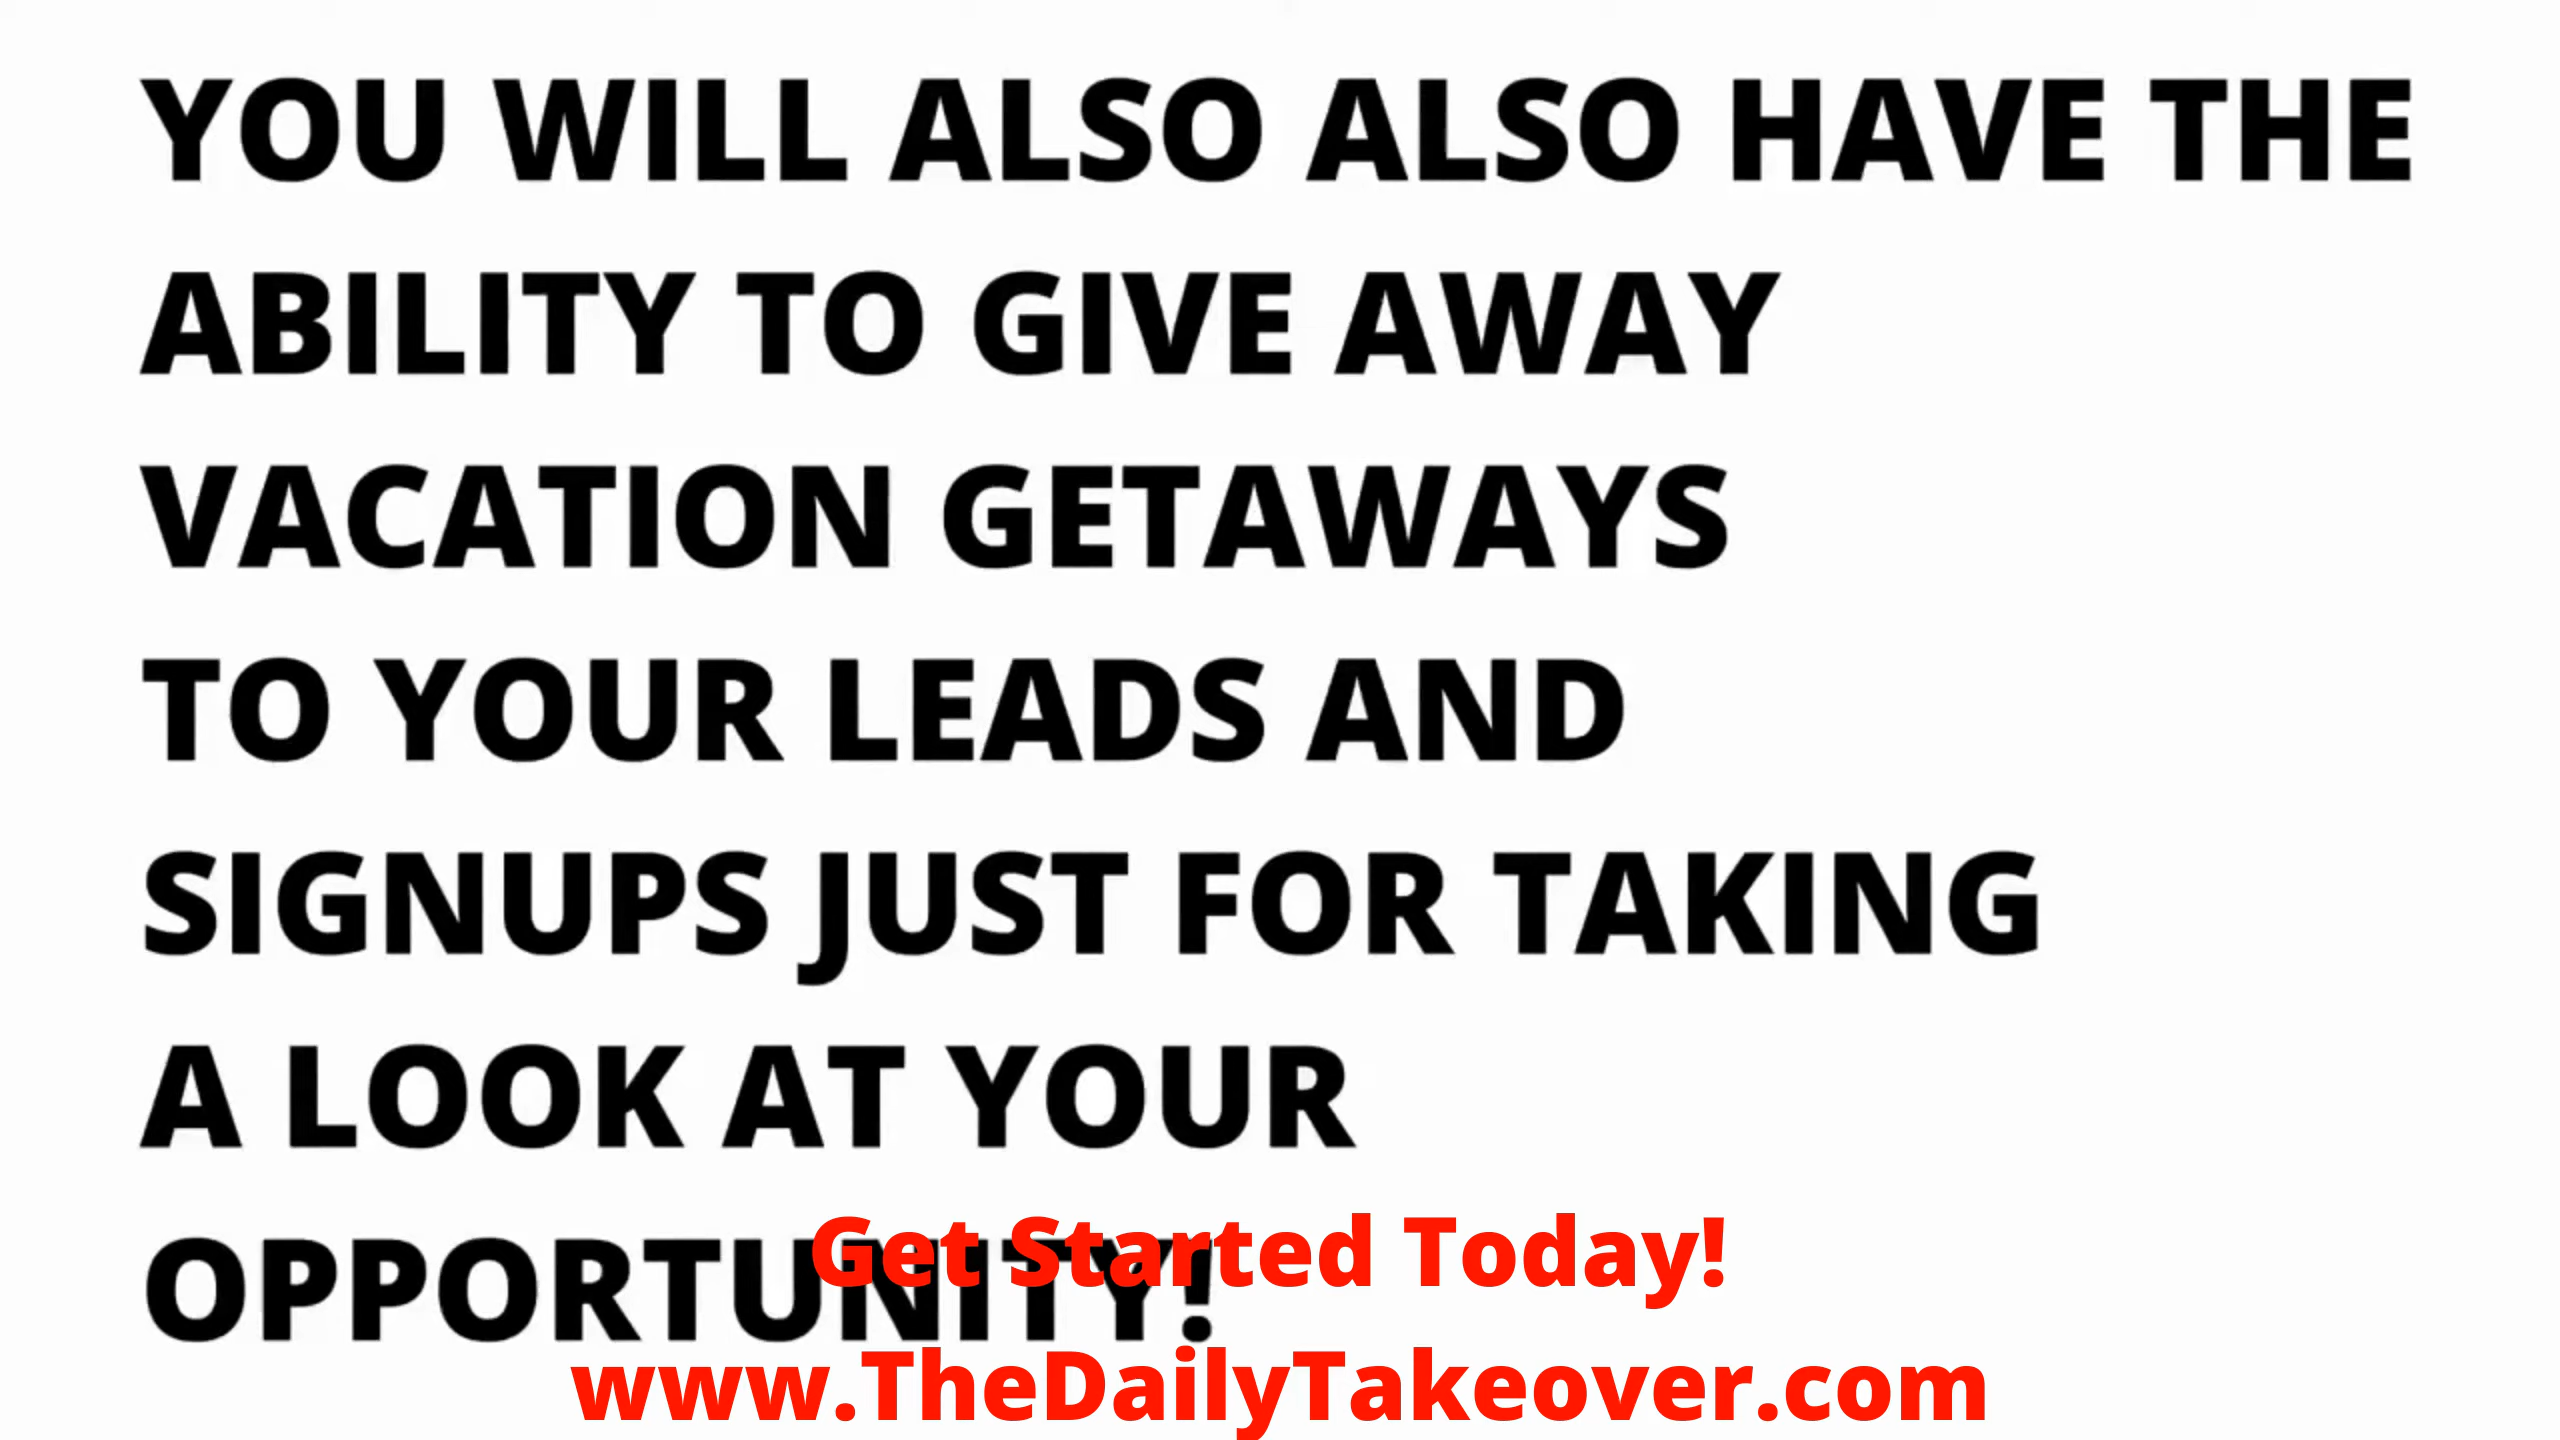 YOU WILL ALSO ALSO HAVE THE
ABILITY TO GIVE AWAY
VACATION GETAWAYS
TO YOUR LEADS AND
SIGNUPS JUST FOR TAKING
A LOOK AT YOUR
OPPORTUNITY!
Get Started Today!
www.TheDailyTakeover.com